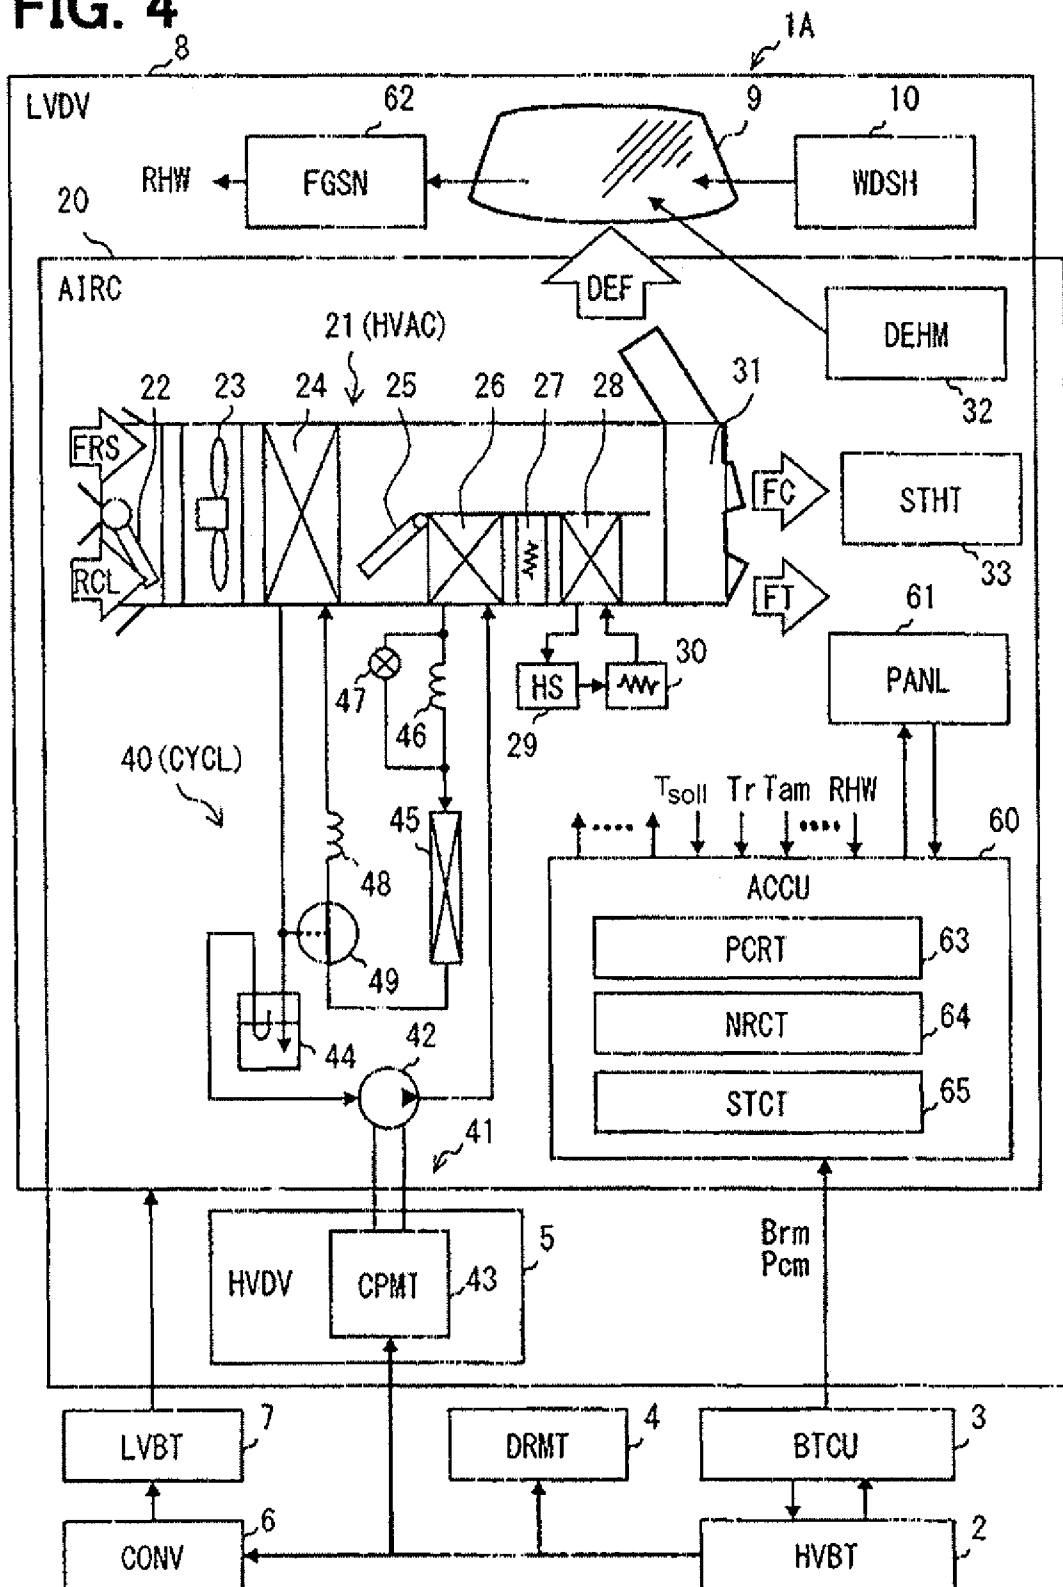 FIG. 4
1A
8
LVDV
62
9
10
RHW
FGSN
WDSH
20
AIRC
DEF
DEHM
32
21(HVAC)
22
23
24
25
26
27
28
31
FRS
RCL
FC
FT
STHT
33
61
PANL
47
46
HS
29
30
40(CYCL)
Tsoll
Tr
Tam
RHW
60
45
48
49
44
42
41
ACCU
PCRT
63
NRCT
64
STCT
65
HVDV
CPMT
43
5
Brm
Pcm
LVBT
7
DRMT
4
BTCU
3
CONV
6
HVBT
2